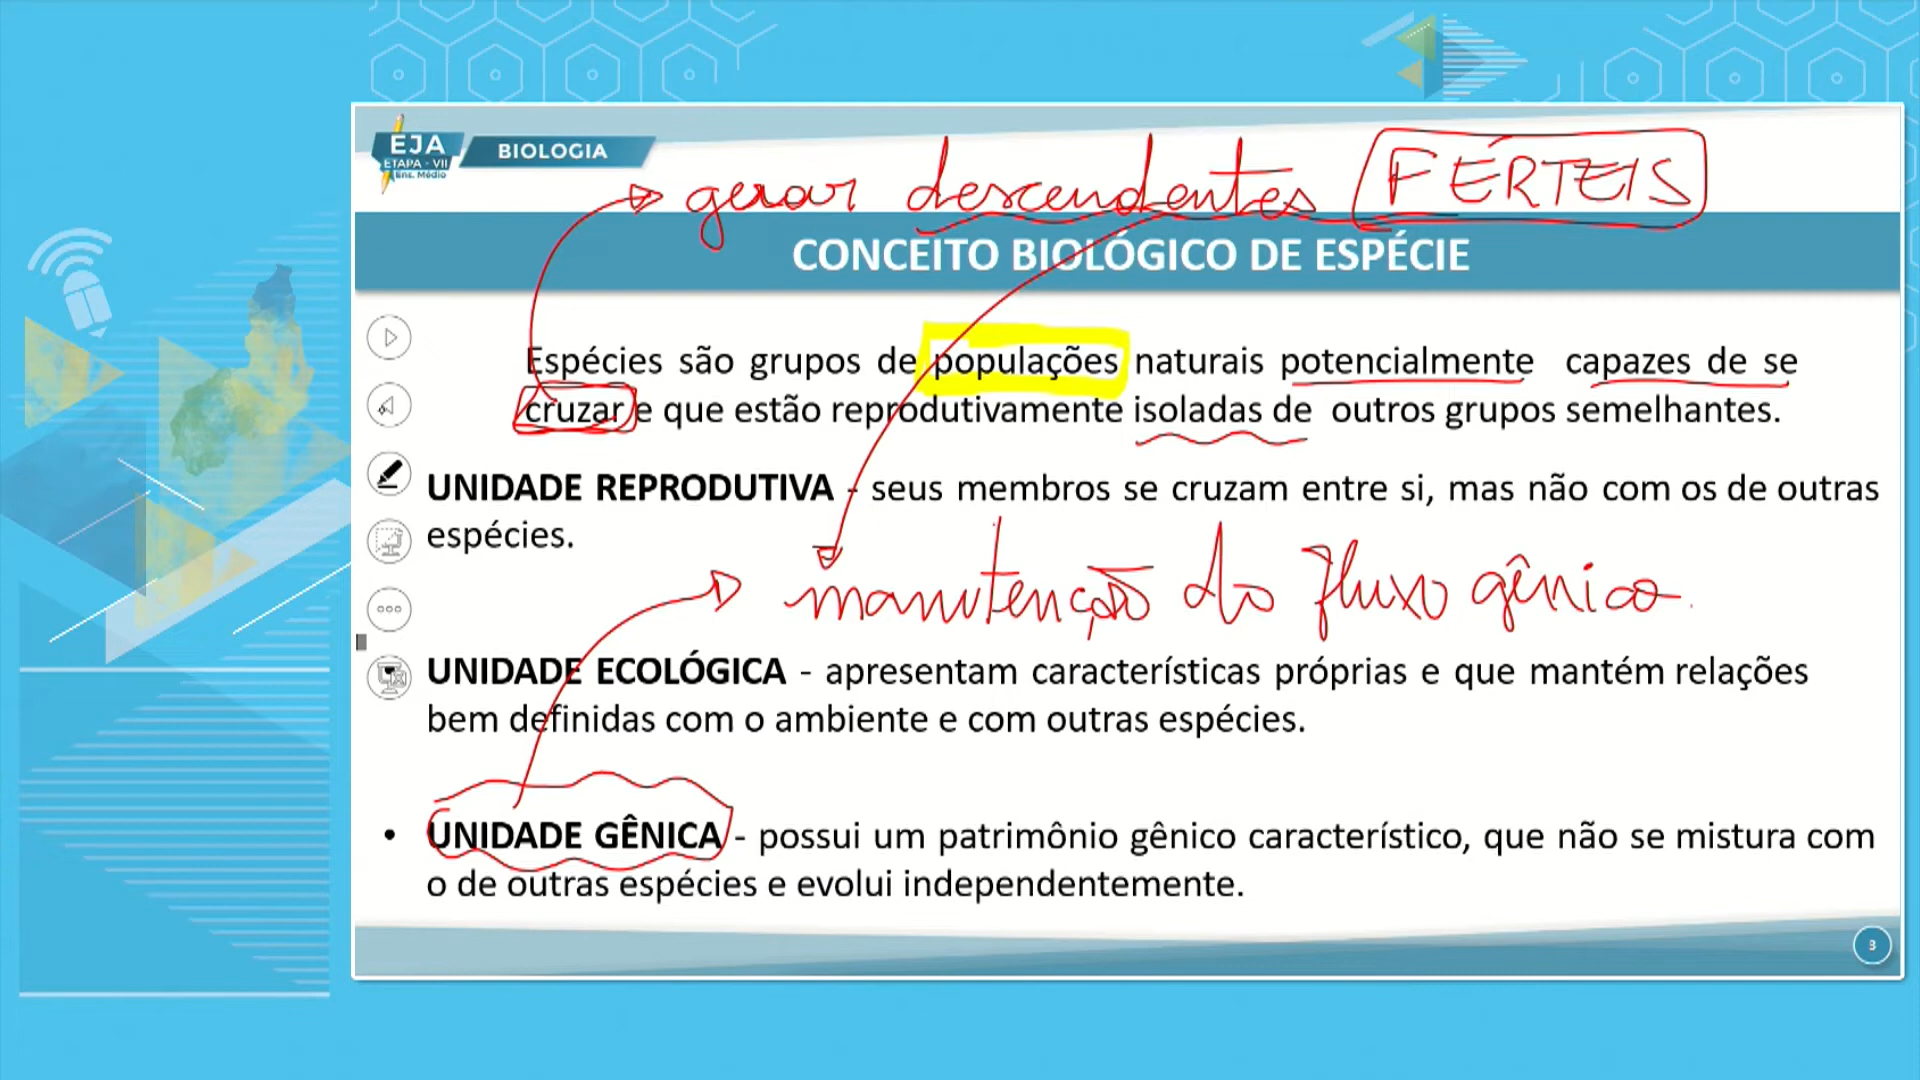 EJA
ETAPA - VII
Ens. Médio
BIOLOGIA
gerar descendentes FÉRTEIS
CONCEITO BIOLÓGICO DE ESPÉCIE
Espécies são grupos de populações naturais potencialmente capazes de se
cruzar e que estão reprodutivamente isoladas de outros grupos semelhantes.
UNIDADE REPRODUTIVA - seus membros se cruzam entre si, mas não com os de outras
espécies.
manutenção do fluxo gênico.
UNIDADE ECOLÓGICA - apresentam características próprias e que mantém relações
bem definidas com o ambiente e com outras espécies.
• UNIDADE GÊNICA - possui um patrimônio gênico característico, que não se mistura com
o de outras espécies e evolui independentemente.
3